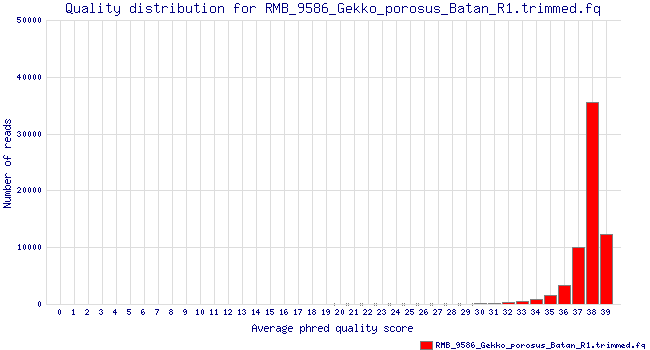 Quality distribution for RMB_9586_Gekko_porosus_Batan_R1.trimmed.fq
50000
40000
30000
20000
10000
0
Number of reads
0 1 2 3 4 5 6 7 8 9 10 11 12 13 14 15 16 17 18 19 20 21 22 23 24 25 26 27 28 29 30 31 32 33 34 35 36 37 38 39
Average phred quality score
RMB_9586_Gekko_porosus_Batan_R1.trimmed.fq